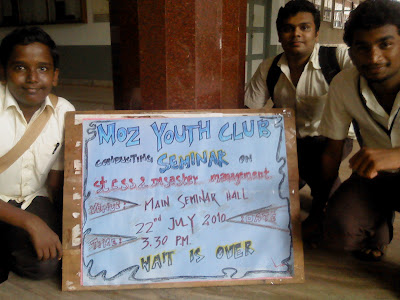 MOZ YOUTH CLUB
CONDUCTING SEMINAR ON
STRESS & DISASTER MANAGEMENT
MAIN SEMINAR HALL
22nd JULY 2010
TIME: 3.30 PM
WAIT IS OVER